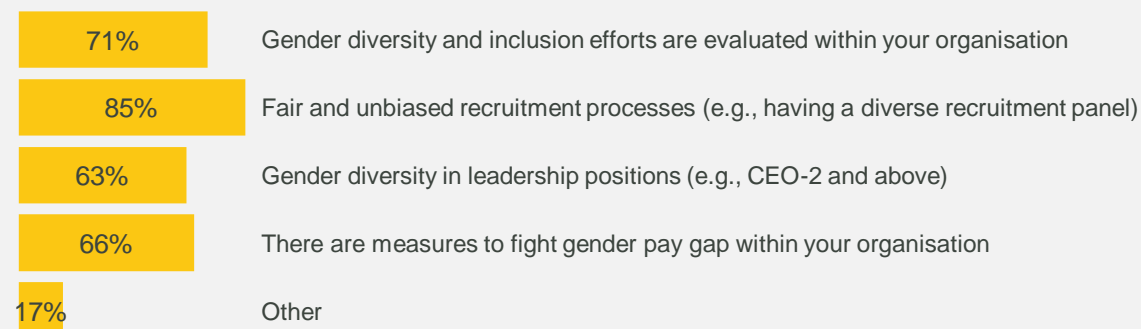 71% Gender diversity and inclusion efforts are evaluated within your organisation
85% Fair and unbiased recruitment processes (e.g., having a diverse recruitment panel)
63% Gender diversity in leadership positions (e.g., CEO-2 and above)
66% There are measures to fight gender pay gap within your organisation
17% Other